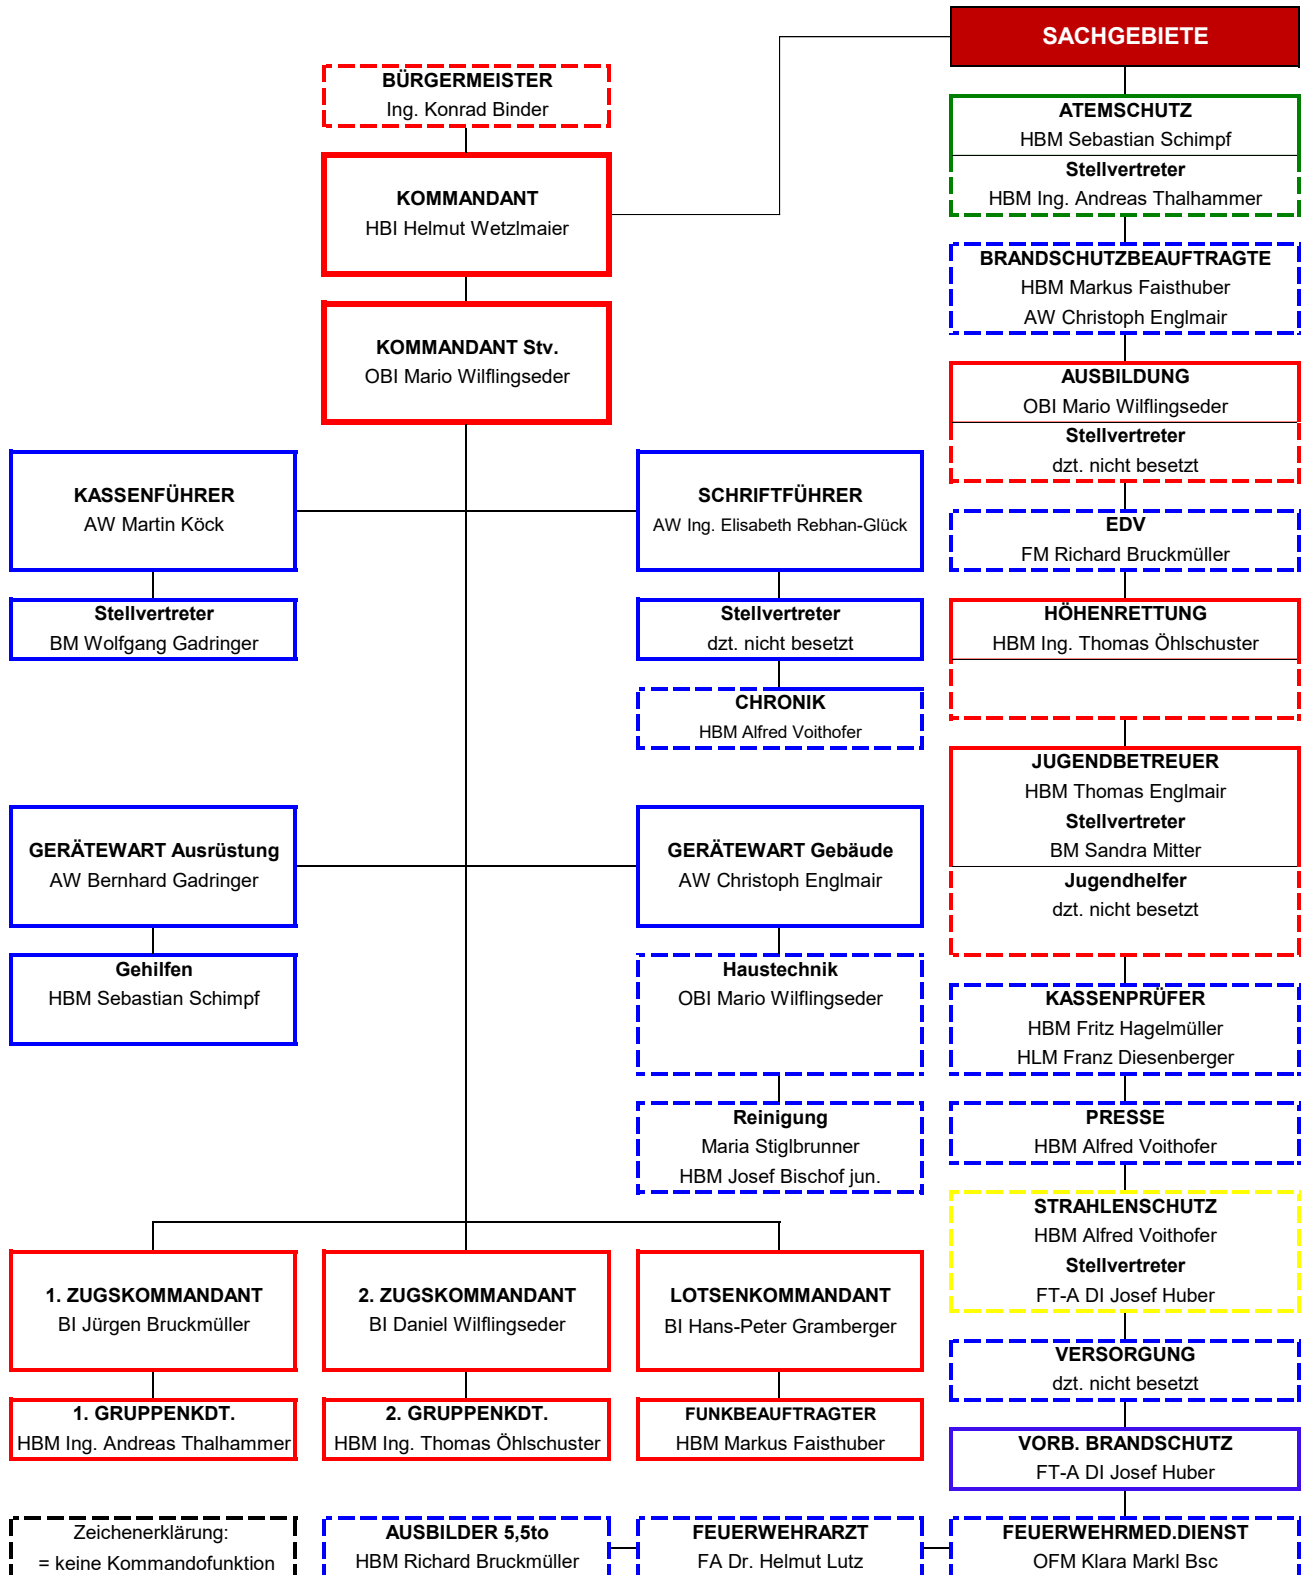 SACHGEBIETE
BÜRGERMEISTER
Ing. Konrad Binder
KOMMANDANT
HBI Helmut Wetzlmaier
KOMMANDANT Stv.
OBI Mario Wilflingseder
KASSENFÜHRER
AW Martin Köck
Stellvertreter
BM Wolfgang Gadringer
SCHRIFTFÜHRER
AW Ing. Elisabeth Rebhan-Glück
Stellvertreter
dzt. nicht besetzt
CHRONIK
HBM Alfred Voithofer
GERÄTEWART Ausrüstung
AW Bernhard Gadringer
Gehilfen
HBM Sebastian Schimpf
GERÄTEWART Gebäude
AW Christoph Englmair
Haustechnik
OBI Mario Wilflingseder
Reinigung
Maria Stiglbrunner
HBM Josef Bischof jun.
1. ZUGSKOMMANDANT
BI Jürgen Bruckmüller
1. GRUPPENKDT.
HBM Ing. Andreas Thalhammer
2. ZUGSKOMMANDANT
BI Daniel Wilflingseder
2. GRUPPENKDT.
HBM Ing. Thomas Öhlschuster
LOTSENKOMMANDANT
BI Hans-Peter Gramberger
FUNKBEAUFTRAGTER
HBM Markus Faisthuber
ATEMSCHUTZ
HBM Sebastian Schimpf
Stellvertreter
HBM Ing. Andreas Thalhammer
BRANDSCHUTZBEAUFTRAGTE
HBM Markus Faisthuber
AW Christoph Englmair
AUSBILDUNG
OBI Mario Wilflingseder
Stellvertreter
dzt. nicht besetzt
EDV
FM Richard Bruckmüller
HÖHENRETTUNG
HBM Ing. Thomas Öhlschuster
JUGENDBETREUER
HBM Thomas Englmair
Stellvertreter
BM Sandra Mitter
Jugendhelfer
dzt. nicht besetzt
KASSENPRÜFER
HBM Fritz Hagelmüller
HLM Franz Diesenberger
PRESSE
HBM Alfred Voithofer
STRAHLENSCHUTZ
HBM Alfred Voithofer
Stellvertreter
FT-A DI Josef Huber
VERSORGUNG
dzt. nicht besetzt
VORB. BRANDSCHUTZ
FT-A DI Josef Huber
FEUERWEHRMED.DIENST
OFM Klara Markl Bsc
FEUERWEHRARZT
FA Dr. Helmut Lutz
AUSBILDER 5,5to
HBM Richard Bruckmüller
Zeichenerklärung:
= keine Kommandofunktion